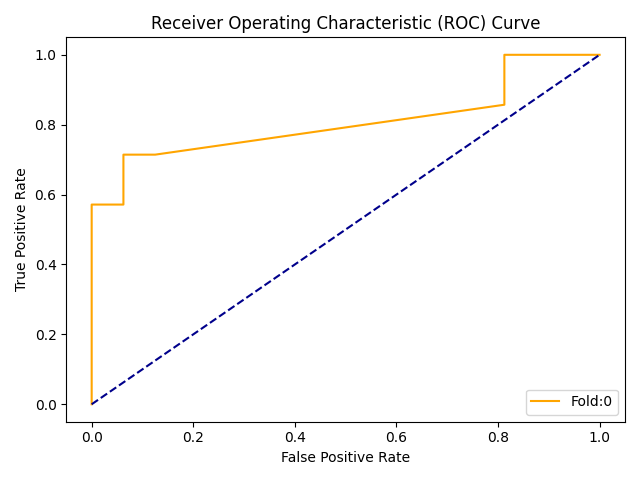 Receiver Operating Characteristic (ROC) Curve
1.0
0.8
0.6
0.4
0.2
0.0
True Positive Rate
0.0 0.2 0.4 0.6 0.8 1.0
False Positive Rate
Fold:0